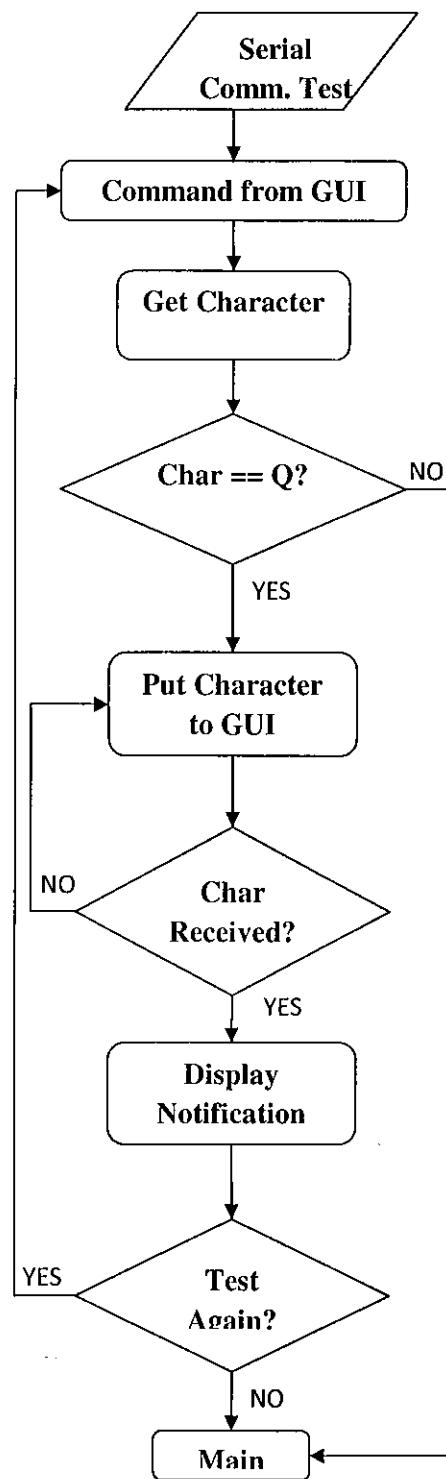 Serial
Comm. Test
Command from GUI
Get Character
Char == Q?
NO
YES
Put Character
to GUI
NO
Char
Received?
YES
Display
Notification
YES
Test
Again?
NO
Main